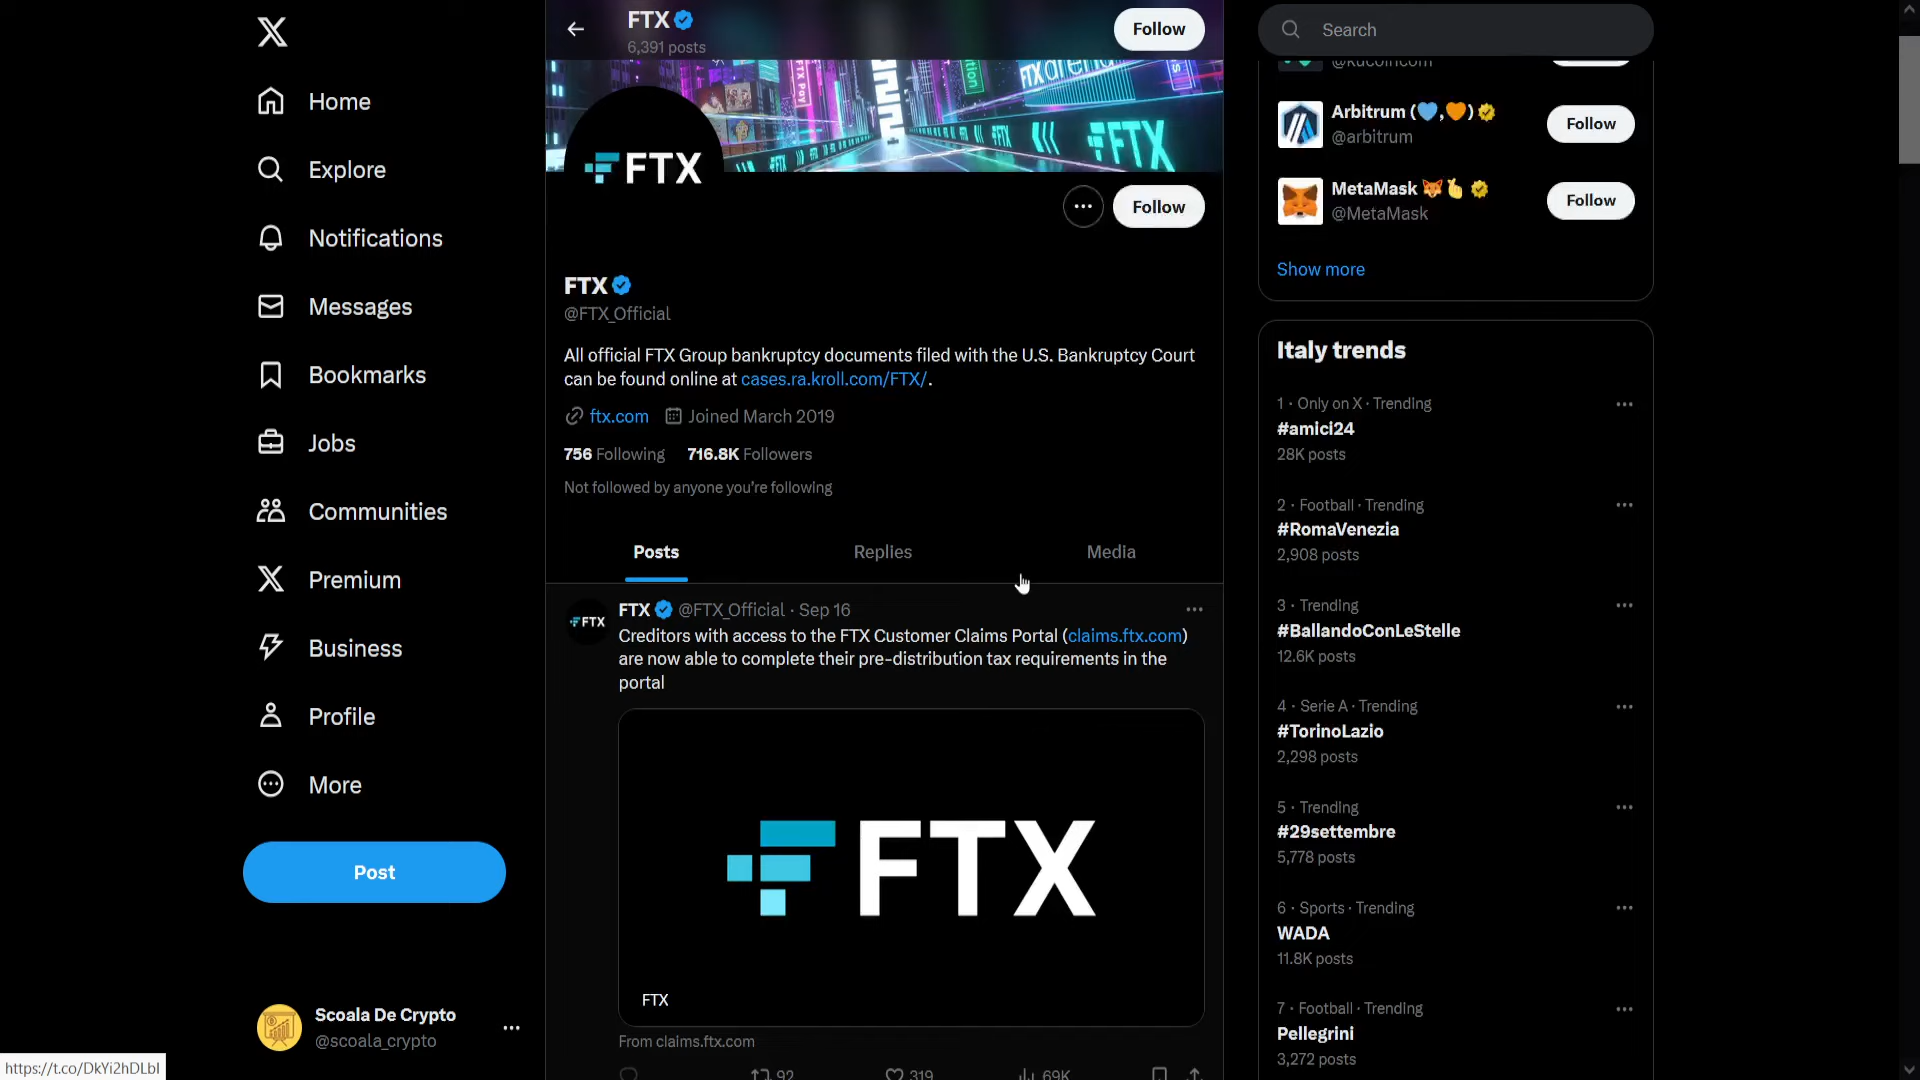 Home
Explore
Notifications
Messages
Bookmarks
Jobs
Communities
Premium
Business
Profile
More
Post
Scoala De Crypto
@scoala_crypto
https://t.co/DkYi2hDLbI
FTX
6,391 posts
Follow
FTX
FTX
Follow
FTX
@FTX_Official
All official FTX Group bankruptcy documents filed with the U.S. Bankruptcy Court
can be found online at cases.ra.kroll.com/FTX/.
ftx.com Joined March 2019
756 Following 716.8K Followers
Not followed by anyone you're following
Posts Replies Media
FTX
FTX @FTX_Official · Sep 16
Creditors with access to the FTX Customer Claims Portal (claims.ftx.com)
are now able to complete their pre-distribution tax requirements in the
portal
FTX
FTX
From claims.ftx.com
92 319 69K
Search
@kucoincom
Arbitrum (💙,🧡)
@arbitrum
Follow
MetaMask 🦊🫰
@MetaMask
Follow
Show more
Italy trends
1 · Only on X · Trending
#amici24
28K posts
2 · Football · Trending
#RomaVenezia
2,908 posts
3 · Trending
#BallandoConLeStelle
12.6K posts
4 · Serie A · Trending
#TorinoLazio
2,298 posts
5 · Trending
#29settembre
5,778 posts
6 · Sports · Trending
WADA
11.8K posts
7 · Football · Trending
Pellegrini
3,272 posts